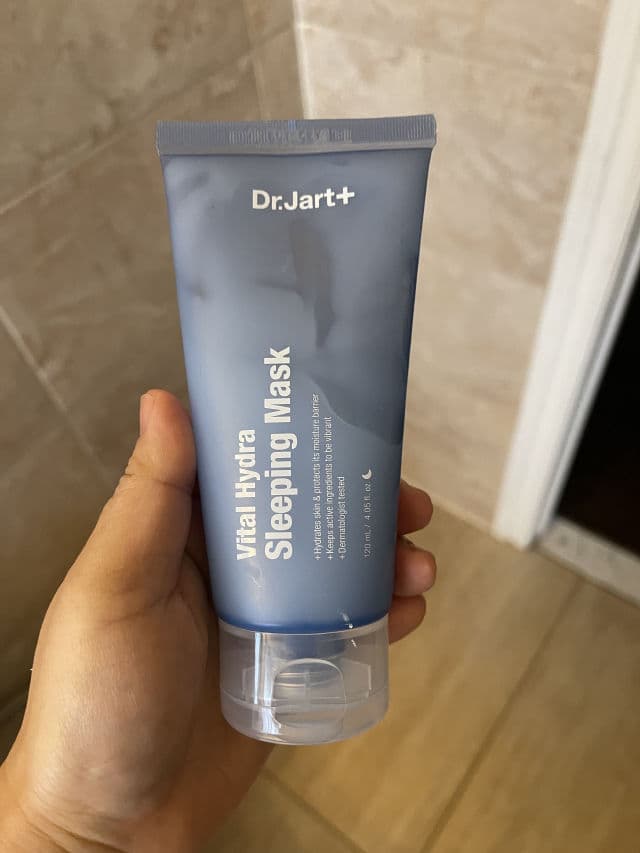 Dr.Jart+
Vital Hydra
Sleeping Mask
+ Hydrates skin & protects its moisture barrier
+ Keeps active ingredients to be vibrant
+ Dermatologist tested
120 mL / 4.05 fl. oz